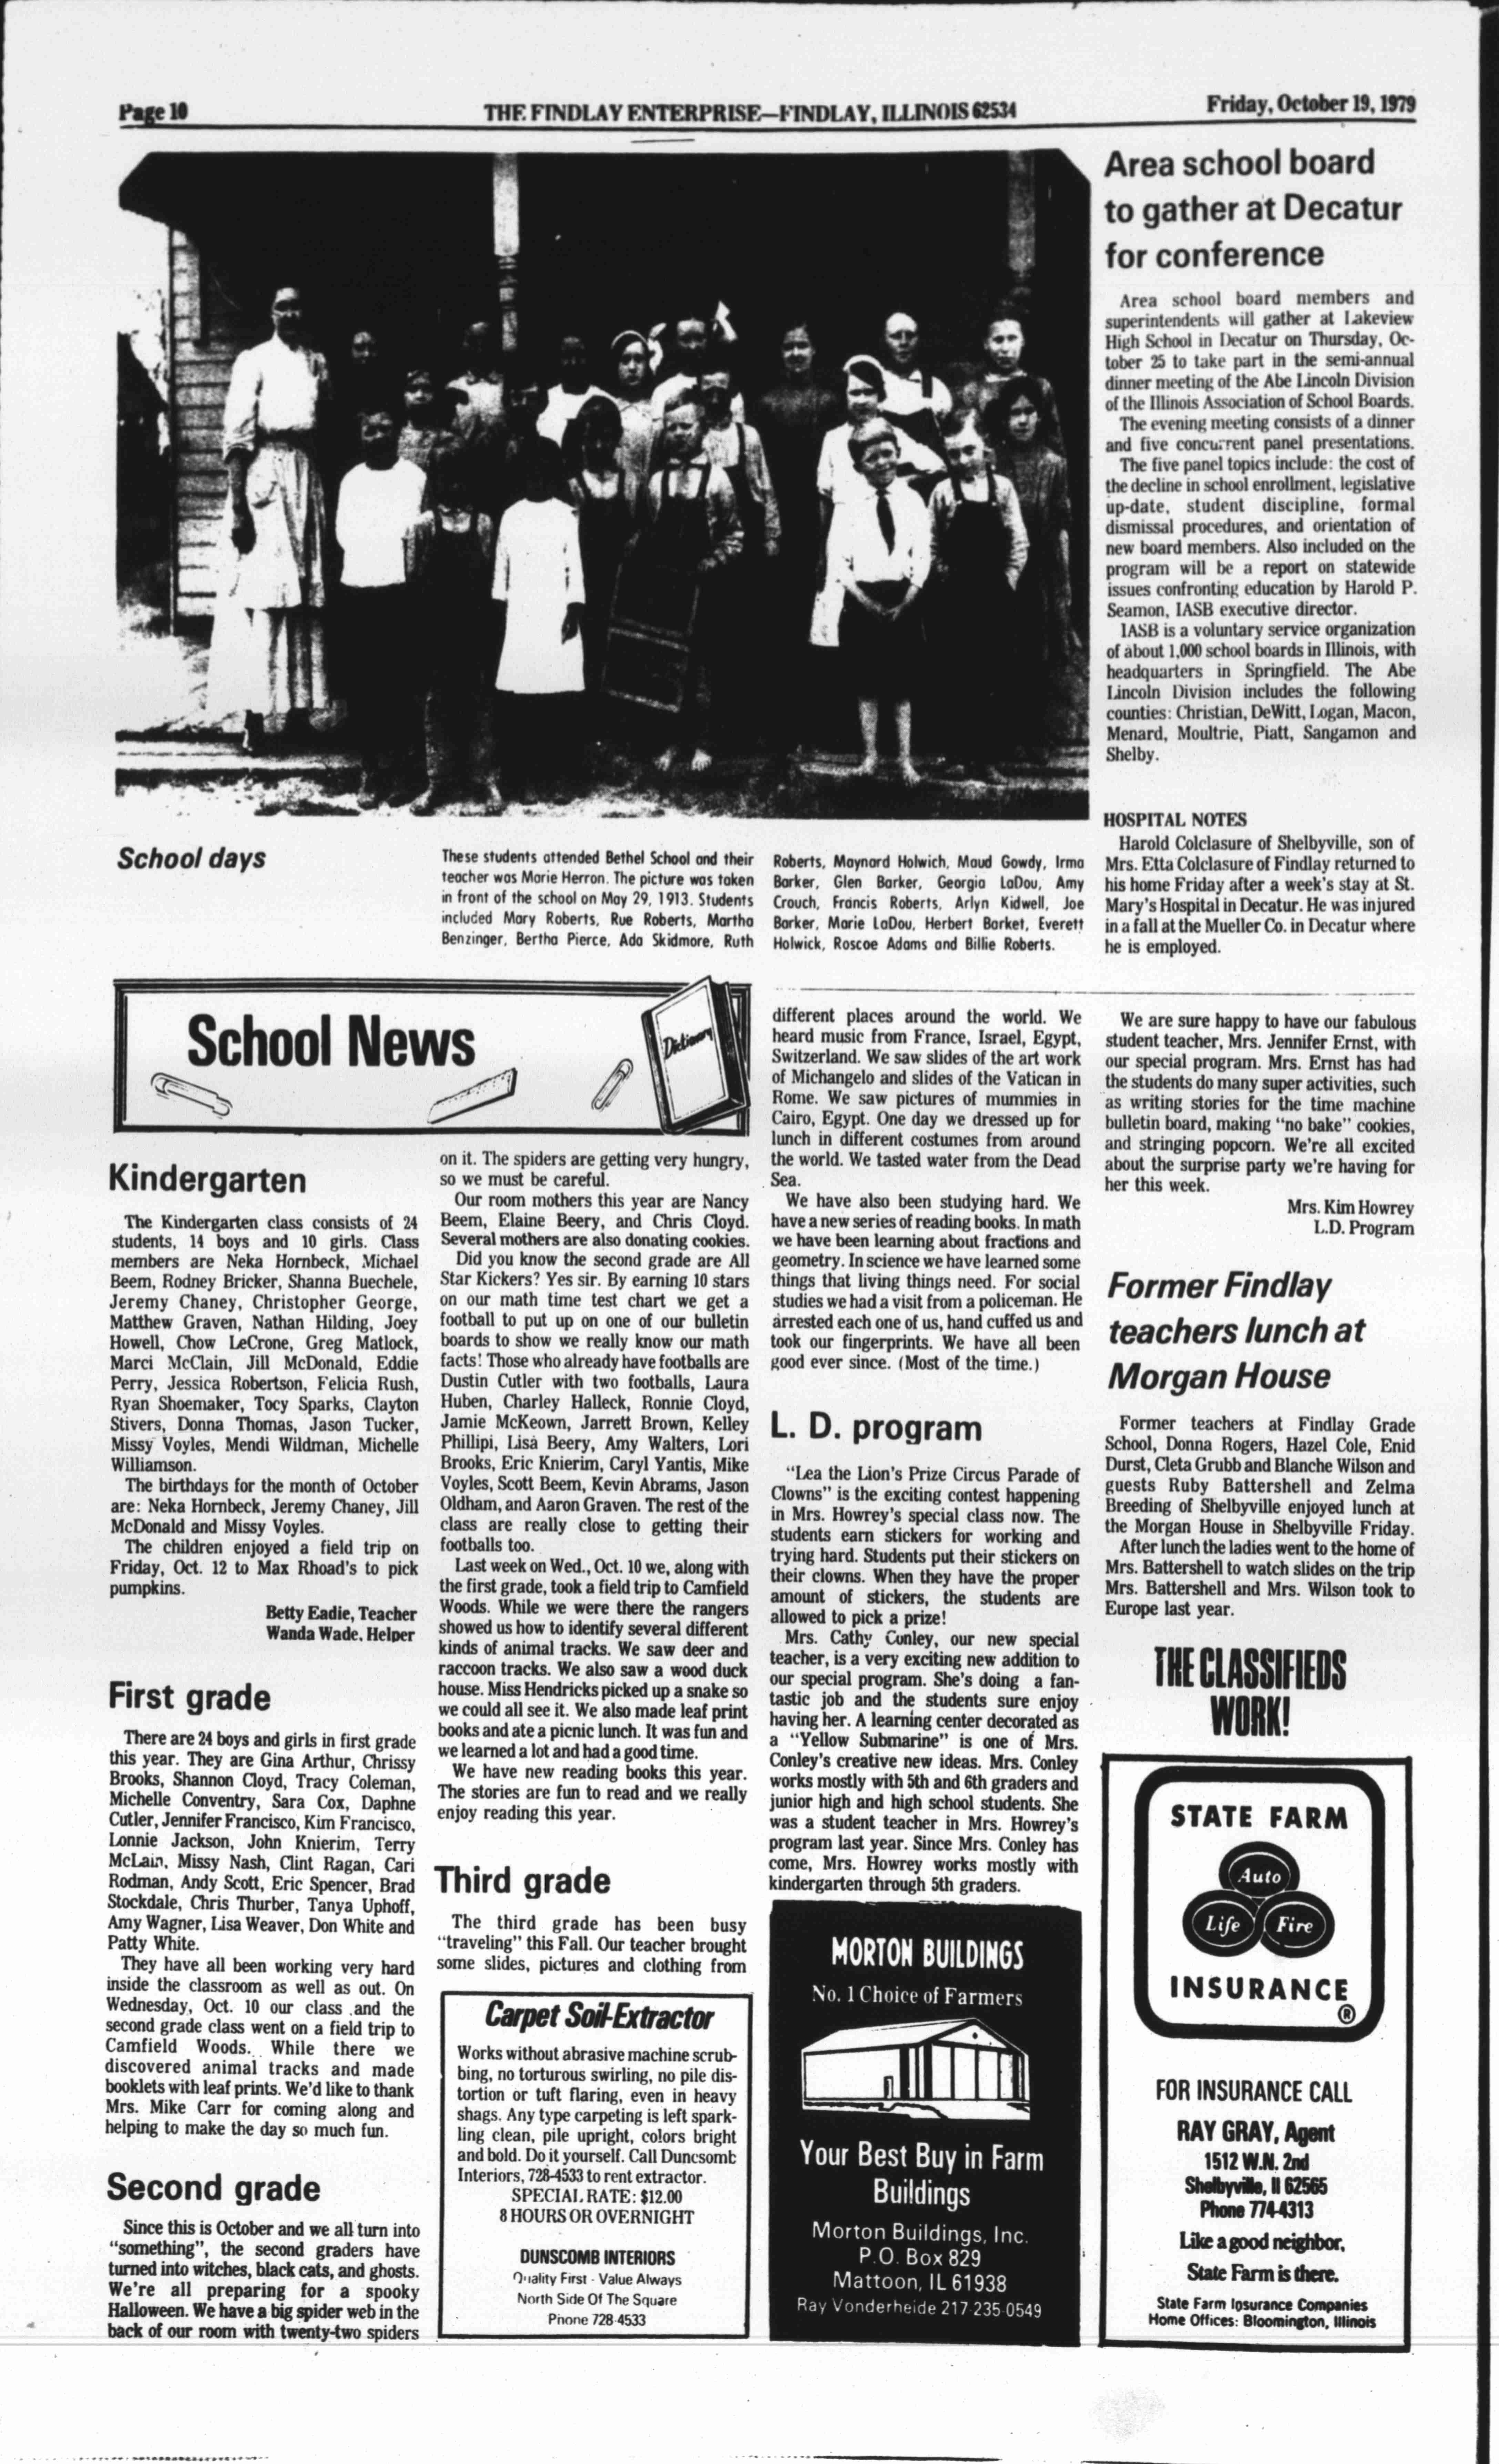 Page 10
THE FINDLAY ENTERPRISE—FINDLAY, ILLINOIS 62534
Friday, October 19, 1979
School days
These students attended Bethel School and their
teacher was Marie Herron. The picture was taken
in front of the school on May 29, 1913. Students
included Mary Roberts, Rue Roberts, Martha
Benzinger, Bertha Pierce, Ada Skidmore, Ruth
Roberts, Maynard Holwich, Maud Gowdy, Irma
Barker, Glen Barker, Georgia LaDou, Amy
Crouch, Francis Roberts, Arlyn Kidwell, Joe
Barker, Marie LaDou, Herbert Barket, Everett
Holwick, Roscoe Adams and Billie Roberts.
Area school board
to gather at Decatur
for conference
Area school board members and
superintendents will gather at Lakeview
High School in Decatur on Thursday, Oc-
tober 25 to take part in the semi-annual
dinner meeting of the Abe Lincoln Division
of the Illinois Association of School Boards.
The evening meeting consists of a dinner
and five concurrent panel presentations.
The five panel topics include: the cost of
the decline in school enrollment, legislative
up-date, student discipline, formal
dismissal procedures, and orientation of
new board members. Also included on the
program will be a report on statewide
issues confronting education by Harold P.
Seamon, IASB executive director.
IASB is a voluntary service organization
of about 1,000 school boards in Illinois, with
headquarters in Springfield. The Abe
Lincoln Division includes the following
counties: Christian, DeWitt, Logan, Macon,
Menard, Moultrie, Piatt, Sangamon and
Shelby.
HOSPITAL NOTES
Harold Colclasure of Shelbyville, son of
Mrs. Etta Colclasure of Findlay returned to
his home Friday after a week's stay at St.
Mary's Hospital in Decatur. He was injured
in a fall at the Mueller Co. in Decatur where
he is employed.
School News
Dictionary
Kindergarten
The Kindergarten class consists of 24
students, 14 boys and 10 girls. Class
members are Neka Hornbeck, Michael
Beem, Rodney Bricker, Shanna Buechele,
Jeremy Chaney, Christopher George,
Matthew Graven, Nathan Hilding, Joey
Howell, Chow LeCrone, Greg Matlock,
Marci McClain, Jill McDonald, Eddie
Perry, Jessica Robertson, Felicia Rush,
Ryan Shoemaker, Tocy Sparks, Clayton
Stivers, Donna Thomas, Jason Tucker,
Missy Voyles, Mendi Wildman, Michelle
Williamson.
The birthdays for the month of October
are: Neka Hornbeck, Jeremy Chaney, Jill
McDonald and Missy Voyles.
The children enjoyed a field trip on
Friday, Oct. 12 to Max Rhoad's to pick
pumpkins.
Betty Eadie, Teacher
Wanda Wade, Helper
First grade
There are 24 boys and girls in first grade
this year. They are Gina Arthur, Chrissy
Brooks, Shannon Cloyd, Tracy Coleman,
Michelle Conventry, Sara Cox, Daphne
Cutler, Jennifer Francisco, Kim Francisco,
Lonnie Jackson, John Knierim, Terry
McLain, Missy Nash, Clint Ragan, Cari
Rodman, Andy Scott, Eric Spencer, Brad
Stockdale, Chris Thurber, Tanya Uphoff,
Amy Wagner, Lisa Weaver, Don White and
Patty White.
They have all been working very hard
inside the classroom as well as out. On
Wednesday, Oct. 10 our class and the
second grade class went on a field trip to
Camfield Woods. While there we
discovered animal tracks and made
booklets with leaf prints. We'd like to thank
Mrs. Mike Carr for coming along and
helping to make the day so much fun.
Second grade
Since this is October and we all turn into
"something", the second graders have
turned into witches, black cats, and ghosts.
We're all preparing for a spooky
Halloween. We have a big spider web in the
back of our room with twenty-two spiders
on it. The spiders are getting very hungry,
so we must be careful.
Our room mothers this year are Nancy
Beem, Elaine Beery, and Chris Cloyd.
Several mothers are also donating cookies.
Did you know the second grade are All
Star Kickers? Yes sir. By earning 10 stars
on our math time test chart we get a
football to put up on one of our bulletin
boards to show we really know our math
facts! Those who already have footballs are
Dustin Cutler with two footballs, Laura
Huben, Charley Halleck, Ronnie Cloyd,
Jamie McKeown, Jarrett Brown, Kelley
Phillipi, Lisa Beery, Amy Walters, Lori
Brooks, Eric Knierim, Caryl Yantis, Mike
Voyles, Scott Beem, Kevin Abrams, Jason
Oldham, and Aaron Graven. The rest of the
class are really close to getting their
footballs too.
Last week on Wed., Oct. 10 we, along with
the first grade, took a field trip to Camfield
Woods. While we were there the rangers
showed us how to identify several different
kinds of animal tracks. We saw deer and
raccoon tracks. We also saw a wood duck
house. Miss Hendricks picked up a snake so
we could all see it. We also made leaf print
books and ate a picnic lunch. It was fun and
we learned a lot and had a good time.
We have new reading books this year.
The stories are fun to read and we really
enjoy reading this year.
Third grade
The third grade has been busy
"traveling" this Fall. Our teacher brought
some slides, pictures and clothing from
different places around the world. We
heard music from France, Israel, Egypt,
Switzerland. We saw slides of the art work
of Michangelo and slides of the Vatican in
Rome. We saw pictures of mummies in
Cairo, Egypt. One day we dressed up for
lunch in different costumes from around
the world. We tasted water from the Dead
Sea.
We have also been studying hard. We
have a new series of reading books. In math
we have been learning about fractions and
geometry. In science we have learned some
things that living things need. For social
studies we had a visit from a policeman. He
arrested each one of us, hand cuffed us and
took our fingerprints. We have all been
good ever since. (Most of the time.)
L. D. program
"Lea the Lion's Prize Circus Parade of
Clowns" is the exciting contest happening
in Mrs. Howrey's special class now. The
students earn stickers for working and
trying hard. Students put their stickers on
their clowns. When they have the proper
amount of stickers, the students are
allowed to pick a prize!
Mrs. Cathy Conley, our new special
teacher, is a very exciting new addition to
our special program. She's doing a fan-
tastic job and the students sure enjoy
having her. A learning center decorated as
a "Yellow Submarine" is one of Mrs.
Conley's creative new ideas. Mrs. Conley
works mostly with 5th and 6th graders and
junior high and high school students. She
was a student teacher in Mrs. Howrey's
program last year. Since Mrs. Conley has
come, Mrs. Howrey works mostly with
kindergarten through 5th graders.
We are sure happy to have our fabulous
student teacher, Mrs. Jennifer Ernst, with
our special program. Mrs. Ernst has had
the students do many super activities, such
as writing stories for the time machine
bulletin board, making "no bake" cookies,
and stringing popcorn. We're all excited
about the surprise party we're having for
her this week.
Mrs. Kim Howrey
L.D. Program
Former Findlay
teachers lunch at
Morgan House
Former teachers at Findlay Grade
School, Donna Rogers, Hazel Cole, Enid
Durst, Cleta Grubb and Blanche Wilson and
guests Ruby Battershell and Zelma
Breeding of Shelbyville enjoyed lunch at
the Morgan House in Shelbyville Friday.
After lunch the ladies went to the home of
Mrs. Battershell to watch slides on the trip
Mrs. Battershell and Mrs. Wilson took to
Europe last year.
THE CLASSIFIEDS
WORK!
Carpet Soil-Extractor
Works without abrasive machine scrub-
bing, no torturous swirling, no pile dis-
tortion or tuft flaring, even in heavy
shags. Any type carpeting is left spark-
ling clean, pile upright, colors bright
and bold. Do it yourself. Call Duncsomb
Interiors, 728-4533 to rent extractor.
SPECIAL RATE: $12.00
8 HOURS OR OVERNIGHT
DUNSCOMB INTERIORS
Quality First - Value Always
North Side Of The Square
Phone 728-4533
MORTON BUILDINGS
No. 1 Choice of Farmers
Your Best Buy in Farm
Buildings
Morton Buildings, Inc.
P.O. Box 829
Mattoon, IL 61938
Ray Vonderheide 217-235-0549
STATE FARM
Auto
Life Fire
INSURANCE
®
FOR INSURANCE CALL
RAY GRAY, Agent
1512 W.N. 2nd
Shelbyville, Il 62565
Phone 774-4313
Like a good neighbor,
State Farm is there.
State Farm Insurance Companies
Home Offices: Bloomington, Illinois